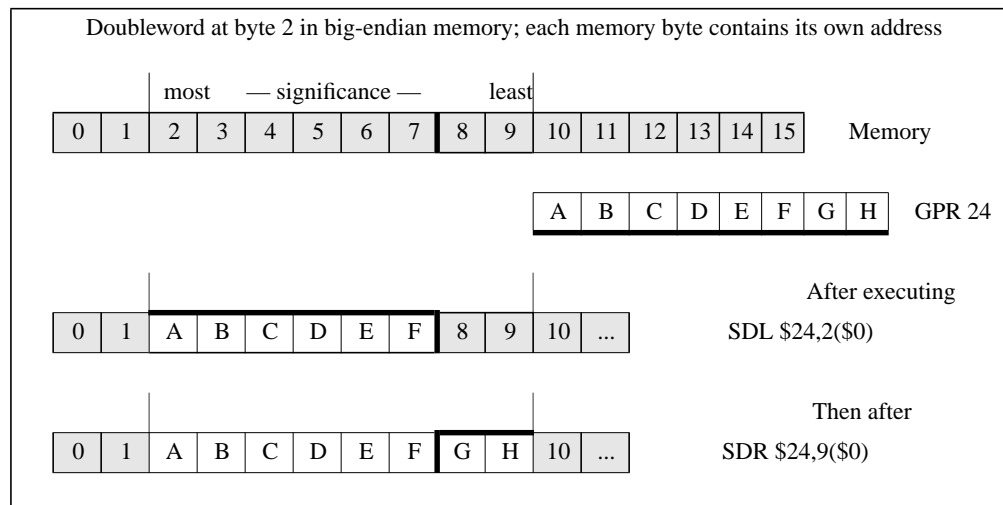 Doubleword at byte 2 in big-endian memory; each memory byte contains its own address
most — significance — least
0 1 2 3 4 5 6 7 8 9 10 11 12 13 14 15 Memory
A B C D E F G H GPR 24
After executing
0 1 A B C D E F 8 9 10 ... SDL $24,2($0)
Then after
0 1 A B C D E F G H 10 ... SDR $24,9($0)